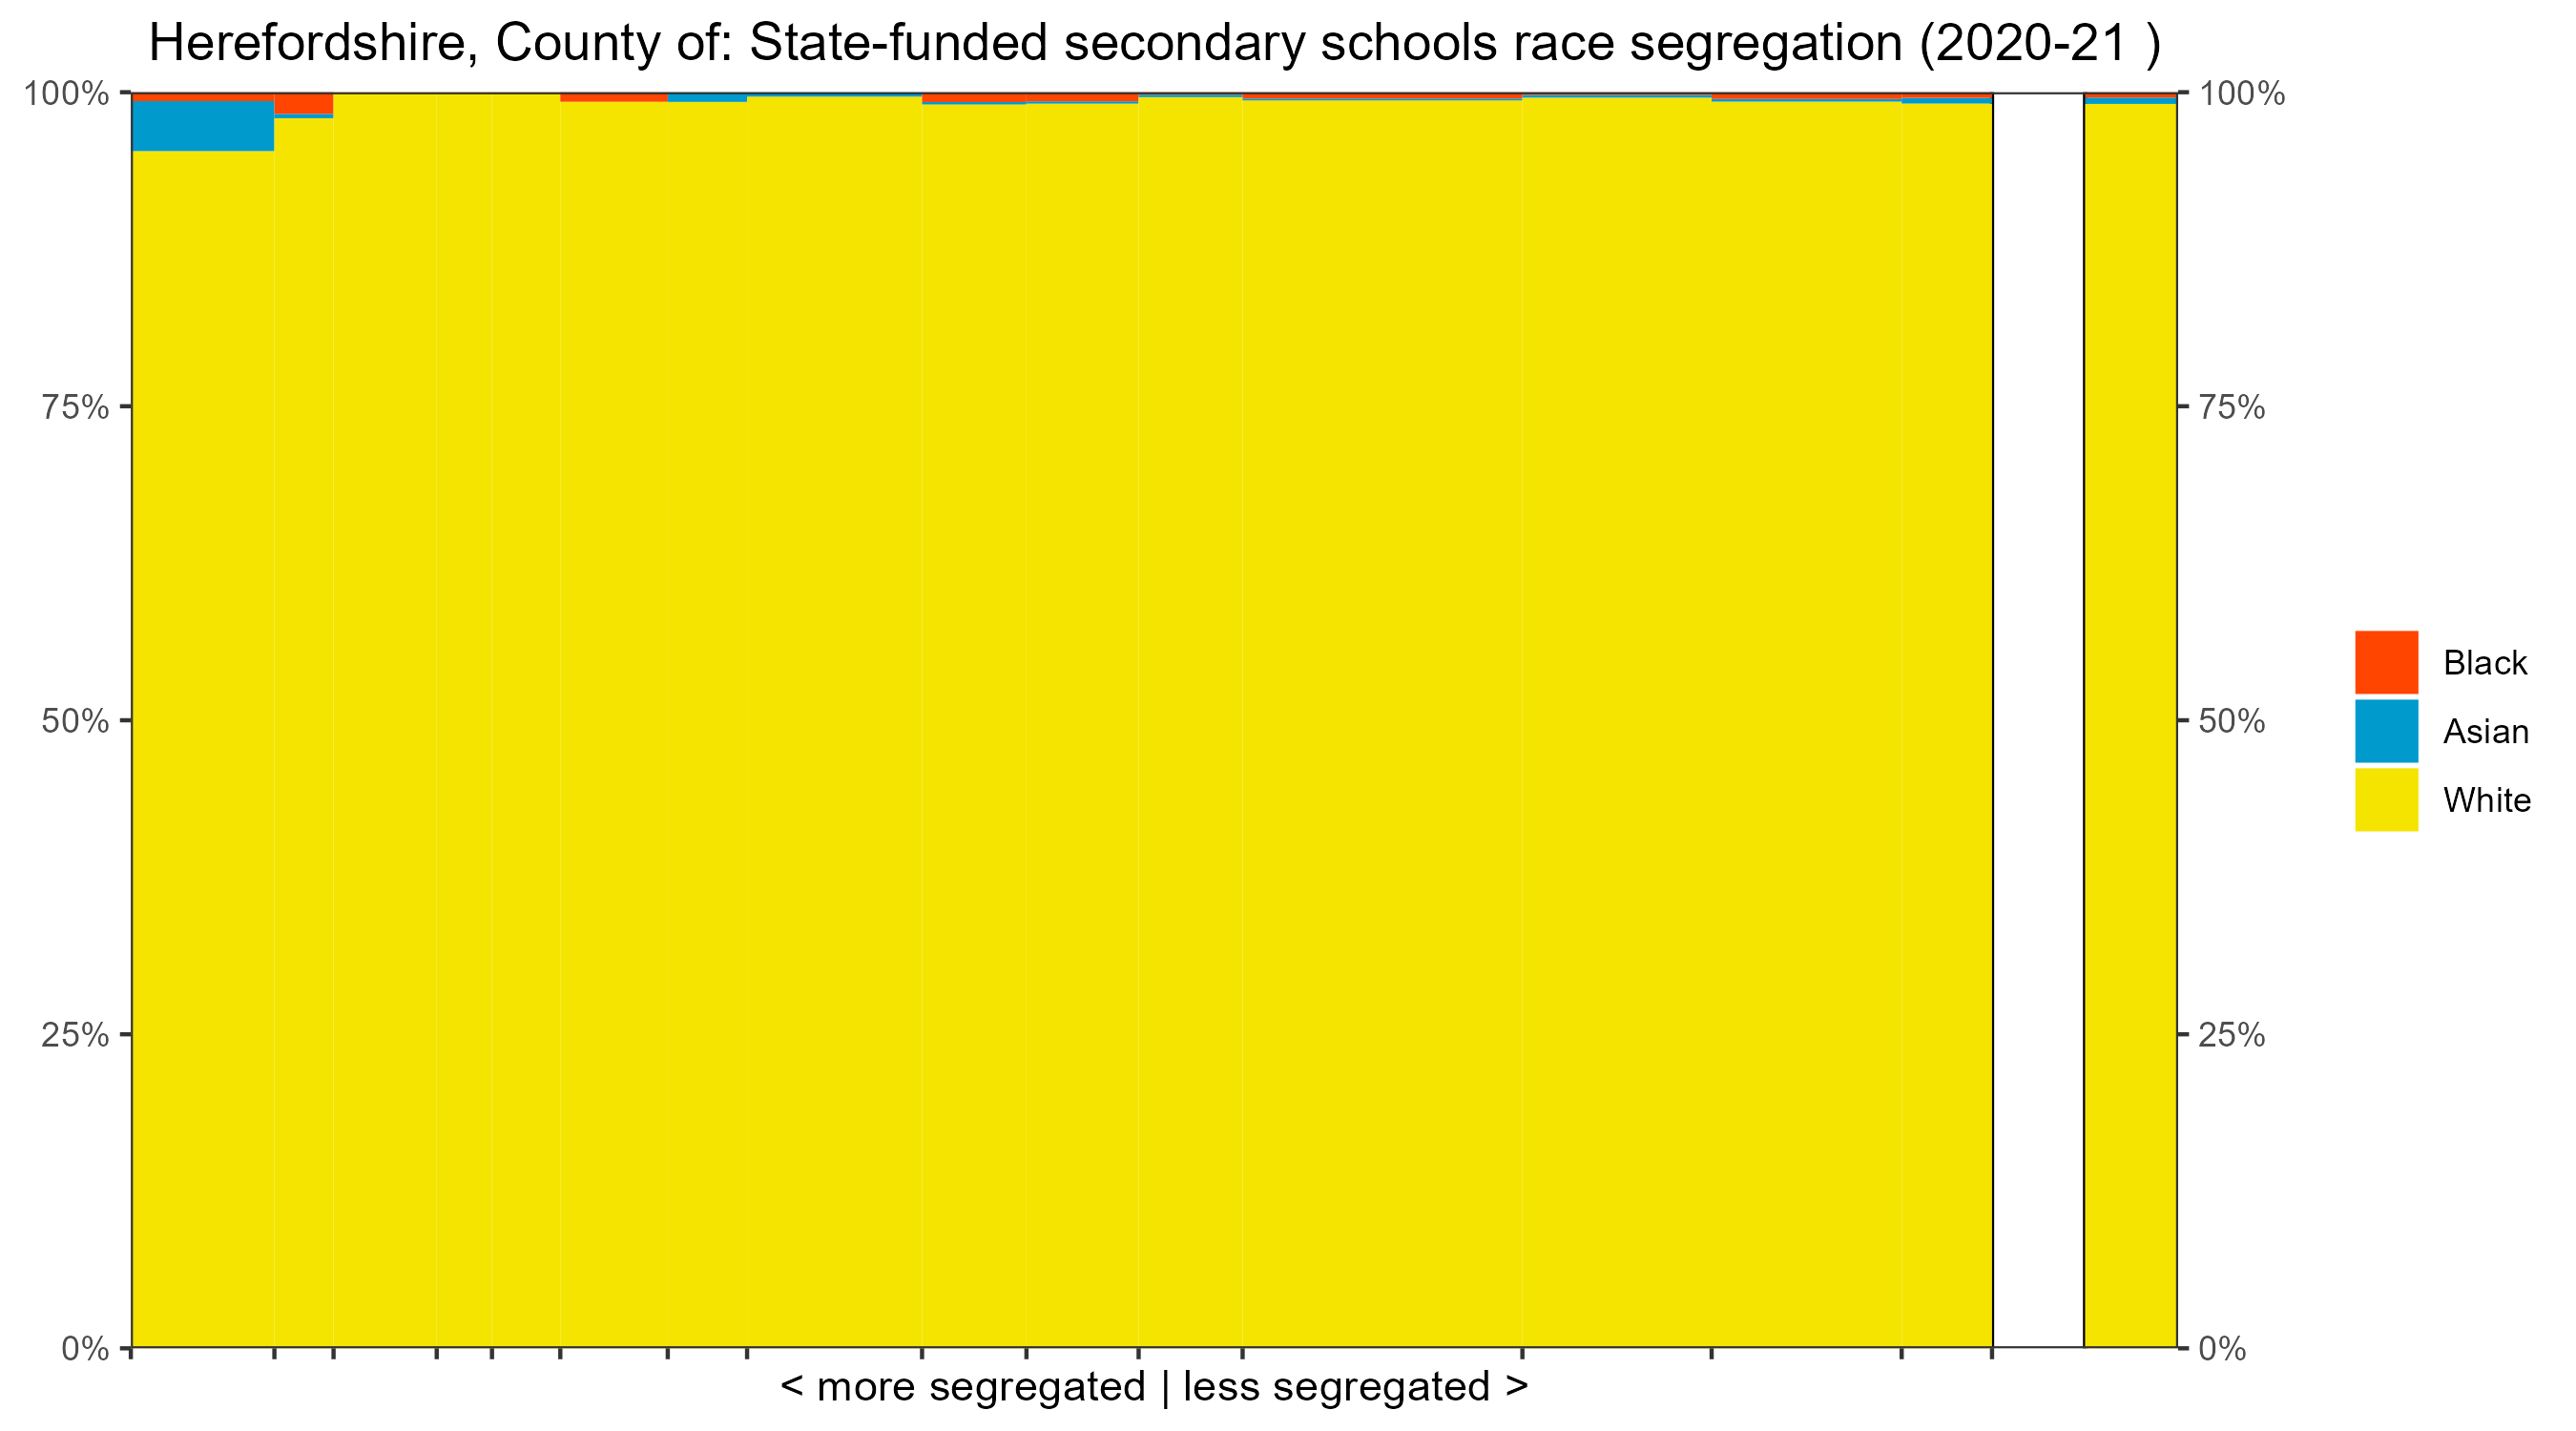 Herefordshire, County of: State-funded secondary schools race segregation (2020-21 )
100%
100%
75%
75%
50%
50%
25%
25%
0%
0%
Black
Asian
White
< more segregated | less segregated >